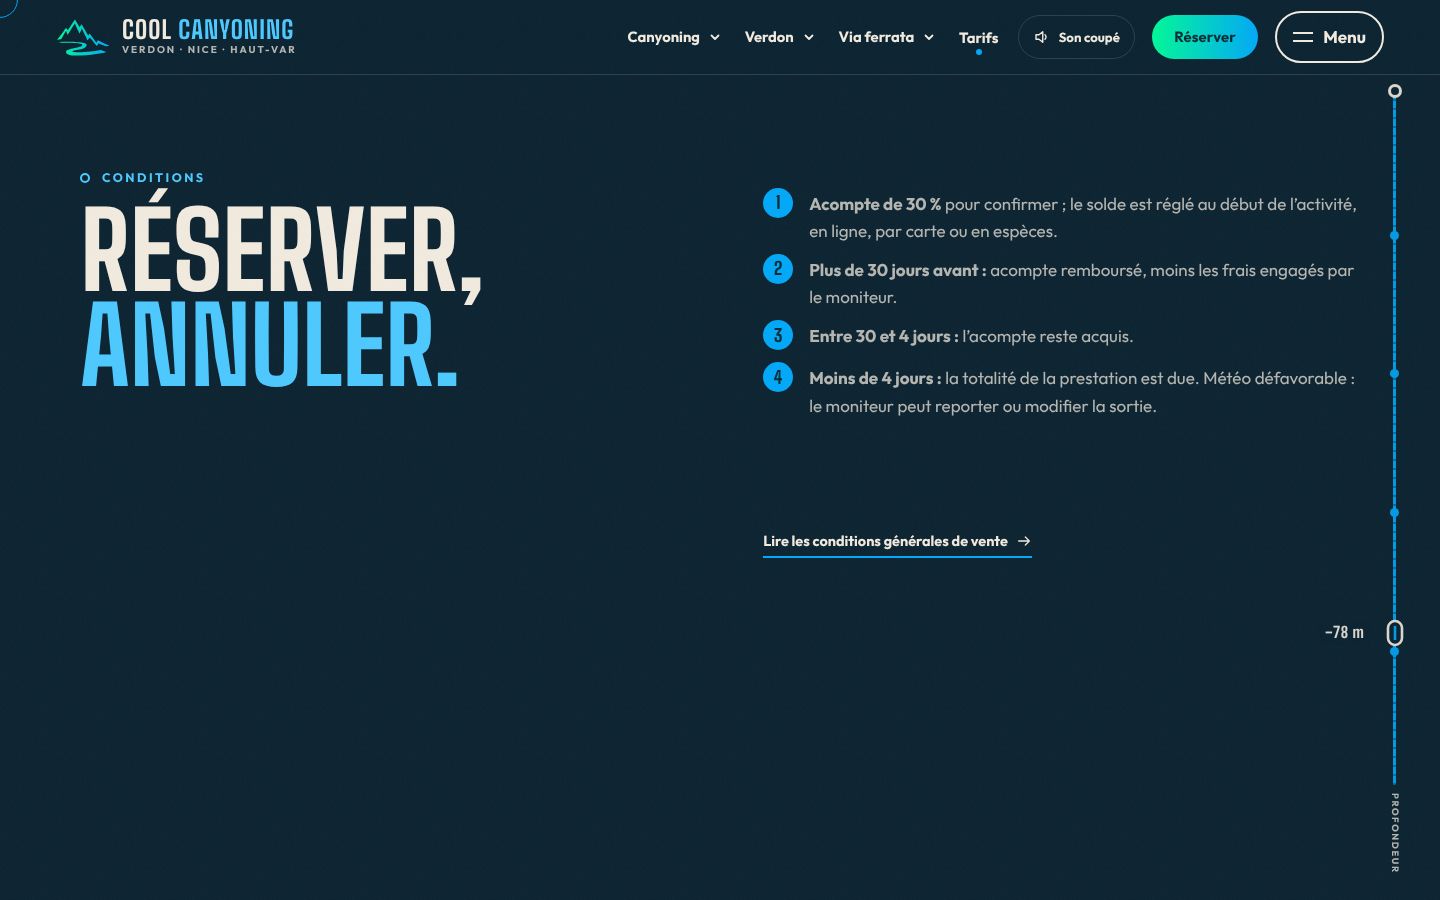 COOL CANYONING
VERDON · NICE · HAUT-VAR
Canyoning
Verdon
Via ferrata
Tarifs
Son coupé
Réserver
Menu
CONDITIONS
RÉSERVER,
ANNULER.
1 Acompte de 30 % pour confirmer ; le solde est réglé au début de l’activité,
en ligne, par carte ou en espèces.
2 Plus de 30 jours avant : acompte remboursé, moins les frais engagés par
le moniteur.
3 Entre 30 et 4 jours : l’acompte reste acquis.
4 Moins de 4 jours : la totalité de la prestation est due. Météo défavorable :
le moniteur peut reporter ou modifier la sortie.
Lire les conditions générales de vente →
−78 m
PROFONDEUR